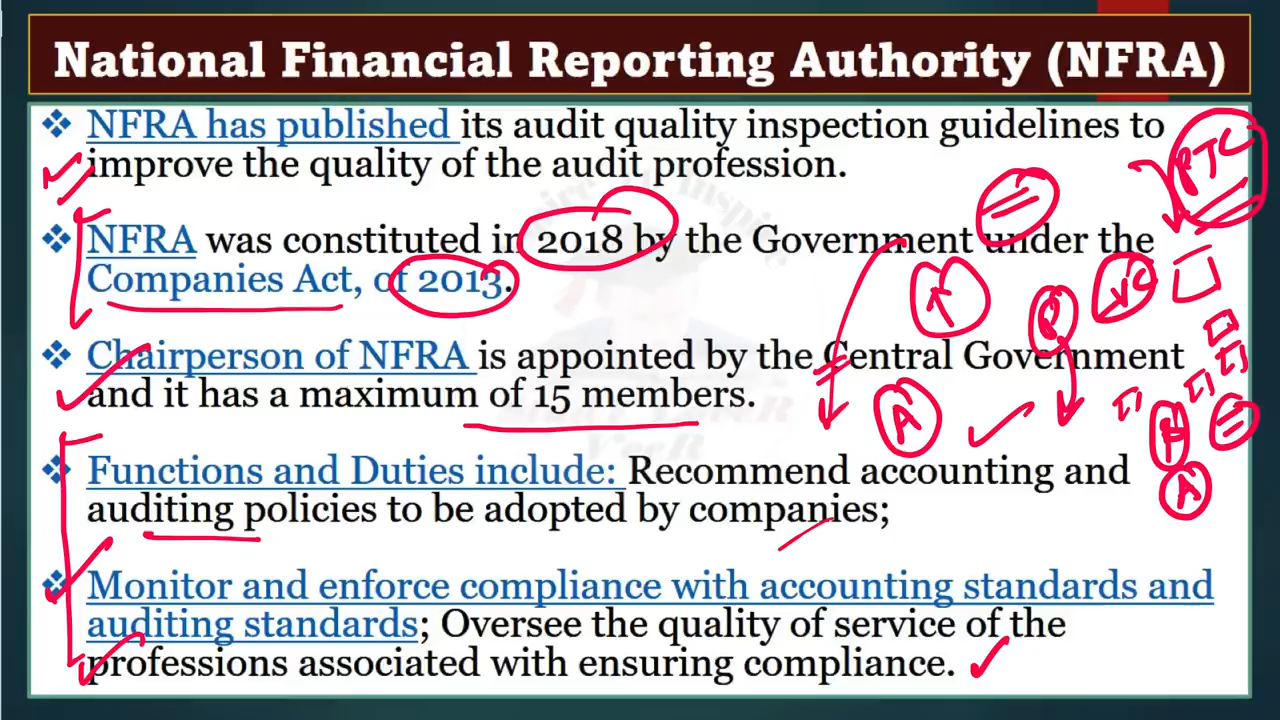 National Financial Reporting Authority (NFRA)
❖ NFRA has published its audit quality inspection guidelines to
improve the quality of the audit profession.
❖ NFRA was constituted in 2018 by the Government under the
Companies Act, of 2013.
❖ Chairperson of NFRA is appointed by the Central Government
and it has a maximum of 15 members.
❖ Functions and Duties include: Recommend accounting and
auditing policies to be adopted by companies;
❖ Monitor and enforce compliance with accounting standards and
auditing standards; Oversee the quality of service of the
professions associated with ensuring compliance.
PTC
VC
T
A
A